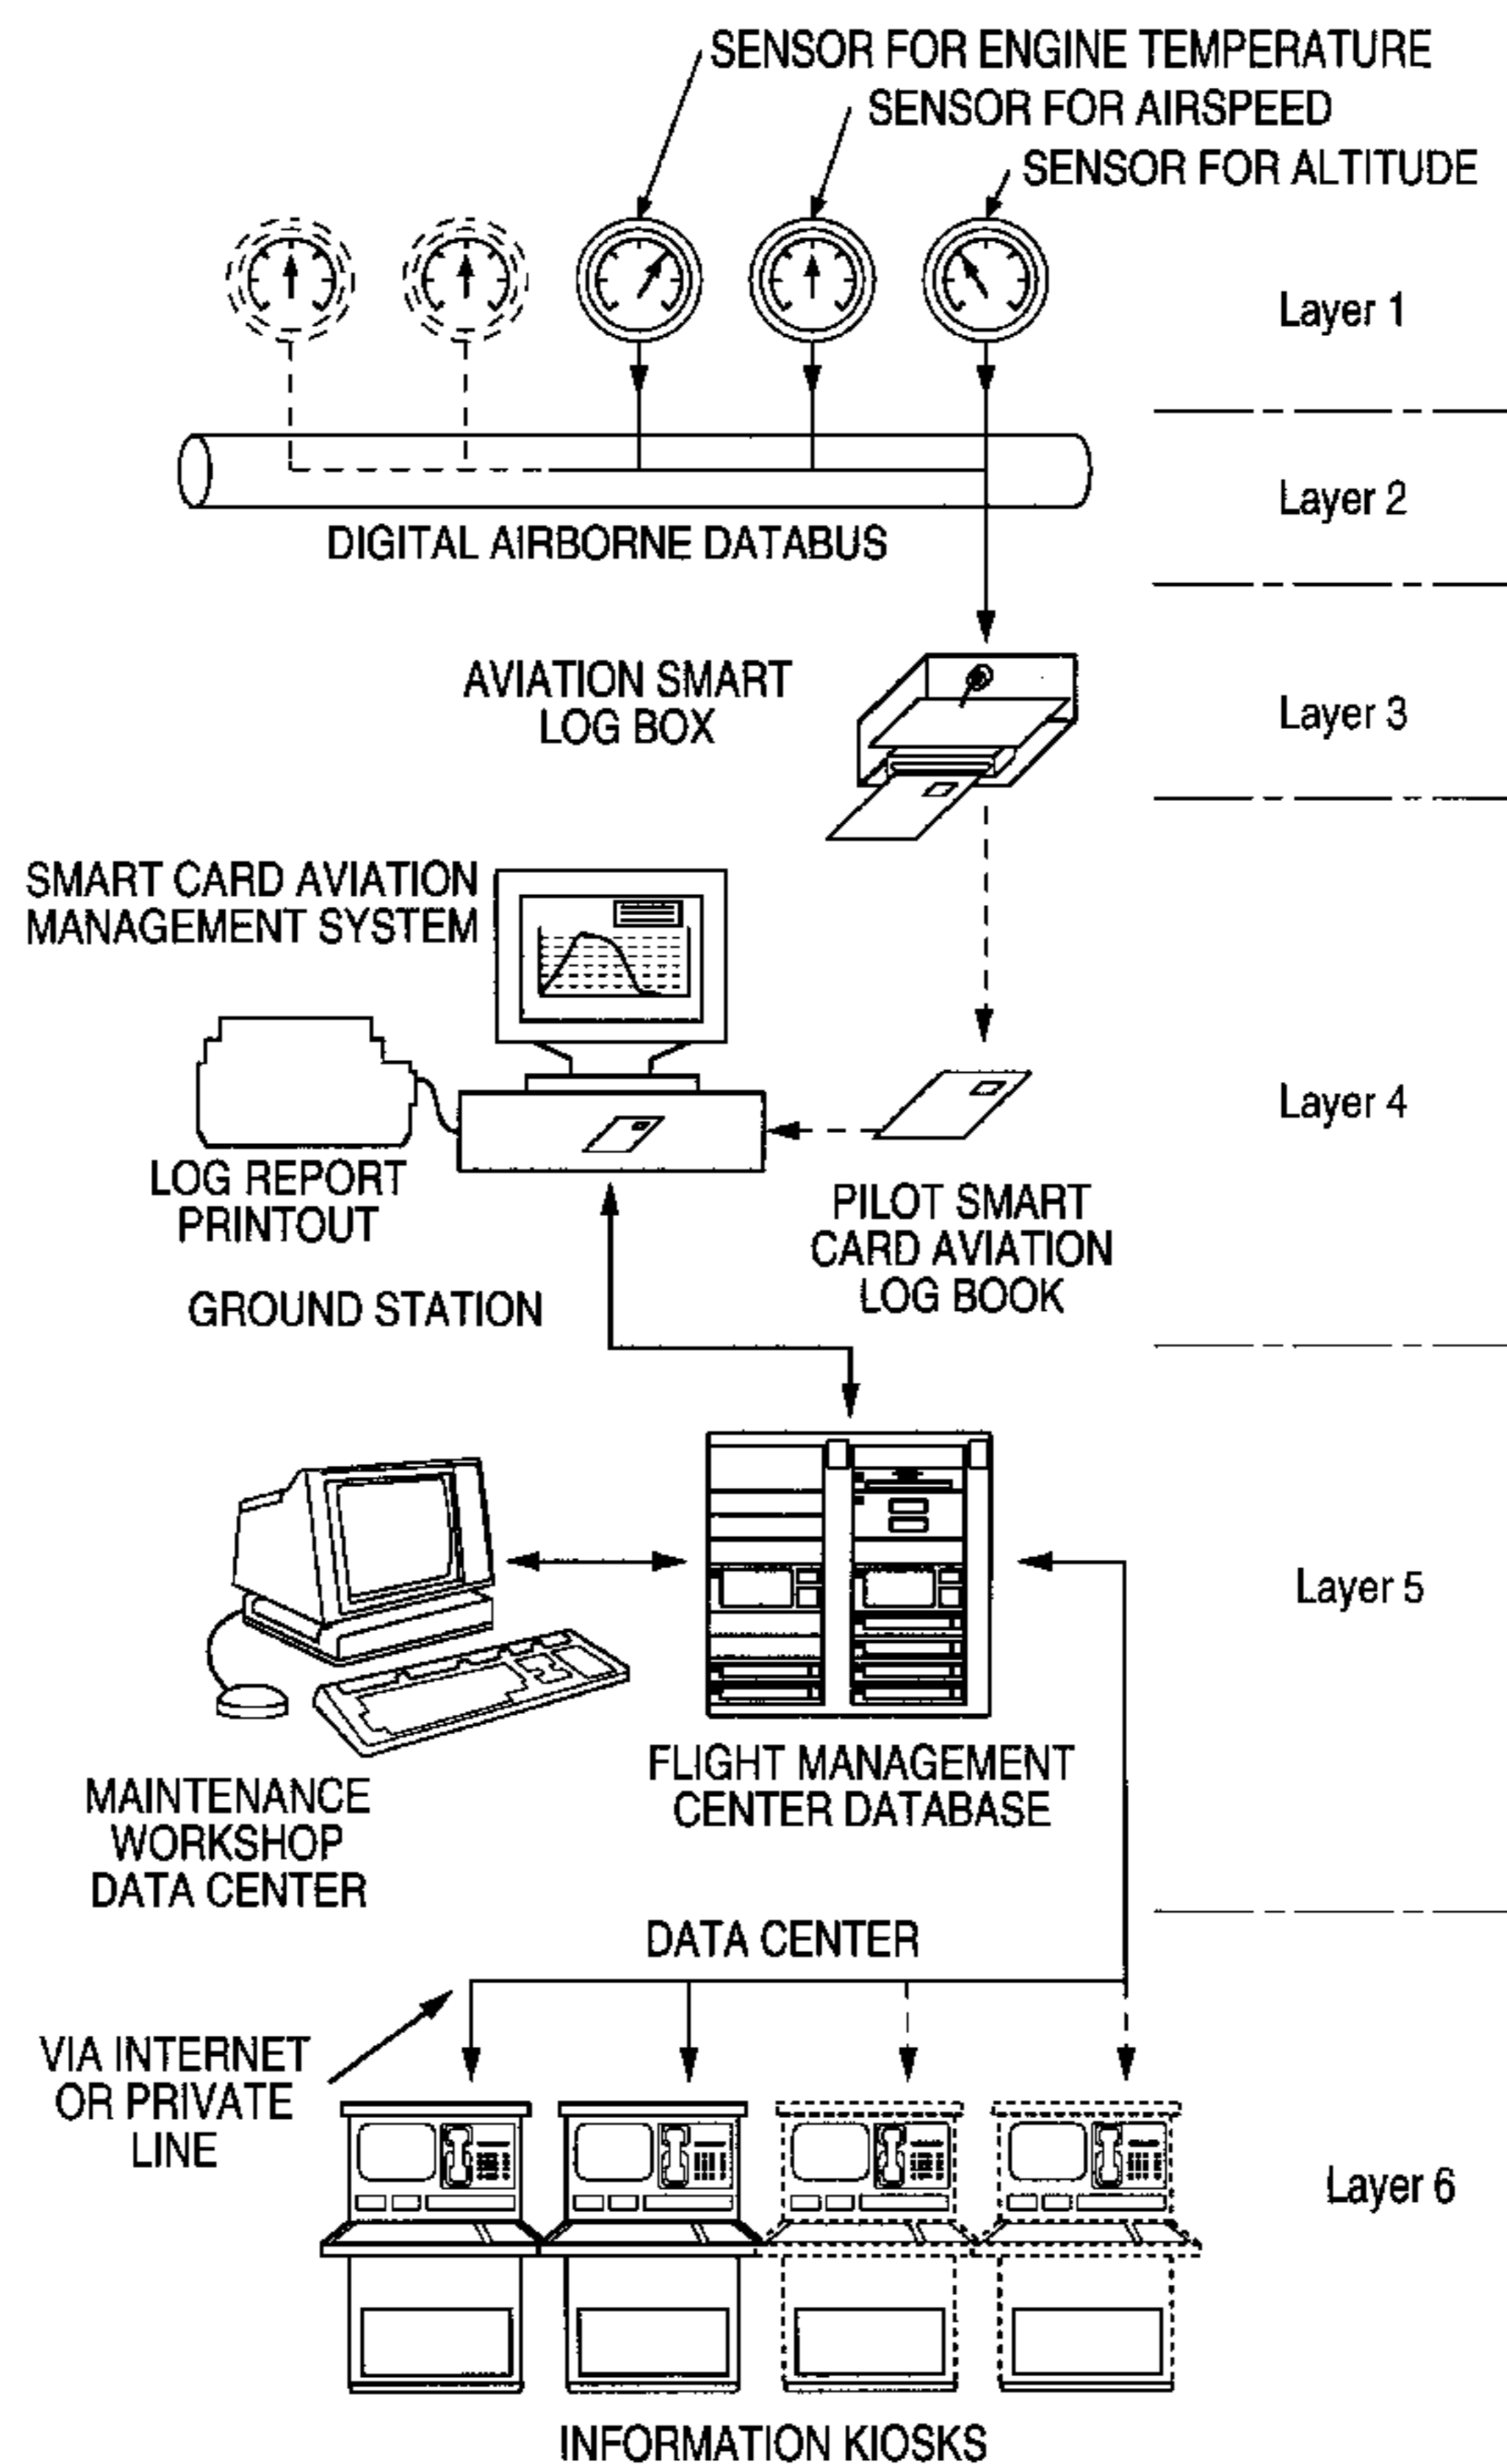 SENSOR FOR ENGINE TEMPERATURE
SENSOR FOR AIRSPEED
SENSOR FOR ALTITUDE
Layer 1
Layer 2
DIGITAL AIRBORNE DATABUS
AVIATION SMART
LOG BOX
Layer 3
SMART CARD AVIATION
MANAGEMENT SYSTEM
Layer 4
LOG REPORT
PRINTOUT
PILOT SMART
CARD AVIATION
LOG BOOK
GROUND STATION
Layer 5
FLIGHT MANAGEMENT
CENTER DATABASE
MAINTENANCE
WORKSHOP
DATA CENTER
DATA CENTER
VIA INTERNET
OR PRIVATE
LINE
Layer 6
INFORMATION KIOSKS